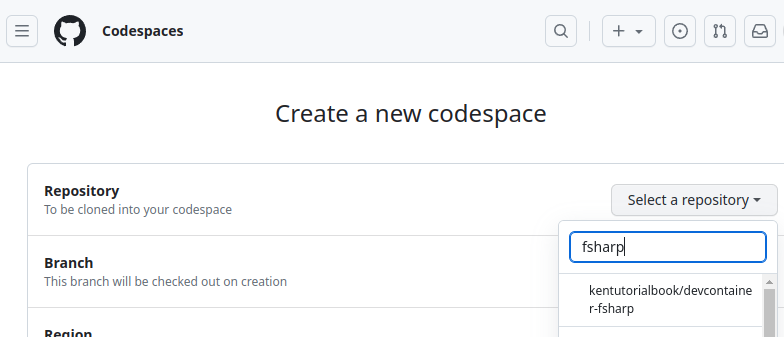 Codespaces
Create a new codespace
Repository
To be cloned into your codespace
Select a repository
fsharp
Branch
This branch will be checked out on creation
kentutorialbook/devcontaine
r-fsharp
Region